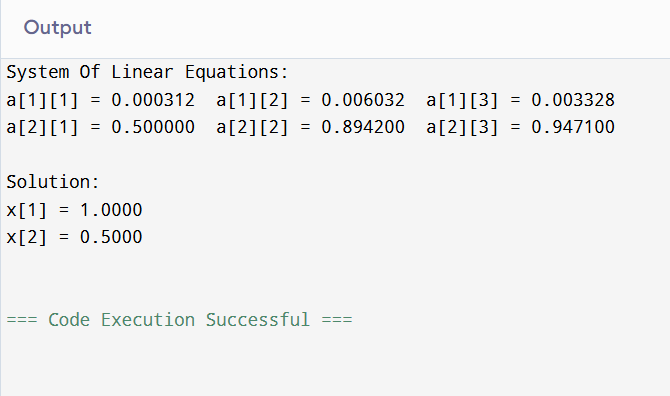 Output
System Of Linear Equations:
a[1][1] = 0.000312  a[1][2] = 0.006032  a[1][3] = 0.003328
a[2][1] = 0.500000  a[2][2] = 0.894200  a[2][3] = 0.947100
Solution:
x[1] = 1.0000
x[2] = 0.5000
=== Code Execution Successful ===